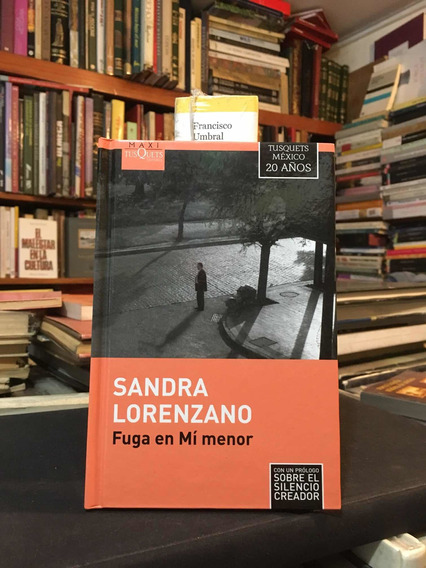 Francisco
Umbral
MAXI
TUSQUETS
TUSQUETS
MÉXICO
20 AÑOS
EL
MALESTAR
EN LA
CULTURA
SANDRA
LORENZANO
Fuga en Mí menor
CON UN PRÓLOGO
SOBRE EL
SILENCIO
CREADOR